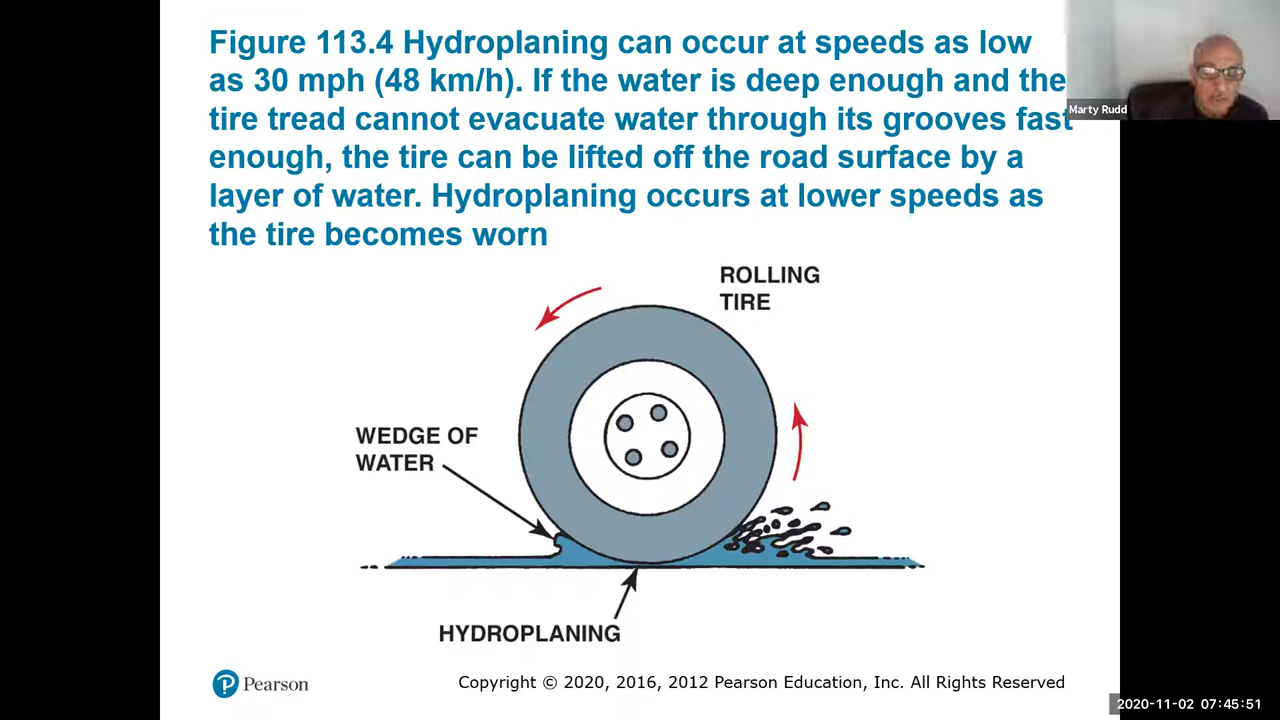 Figure 113.4 Hydroplaning can occur at speeds as low
as 30 mph (48 km/h). If the water is deep enough and the
tire tread cannot evacuate water through its grooves fast
enough, the tire can be lifted off the road surface by a
layer of water. Hydroplaning occurs at lower speeds as
the tire becomes worn
Marty Rudd
ROLLING
TIRE
WEDGE OF
WATER
HYDROPLANING
Pearson
Copyright © 2020, 2016, 2012 Pearson Education, Inc. All Rights Reserved
2020-11-02 07:45:51